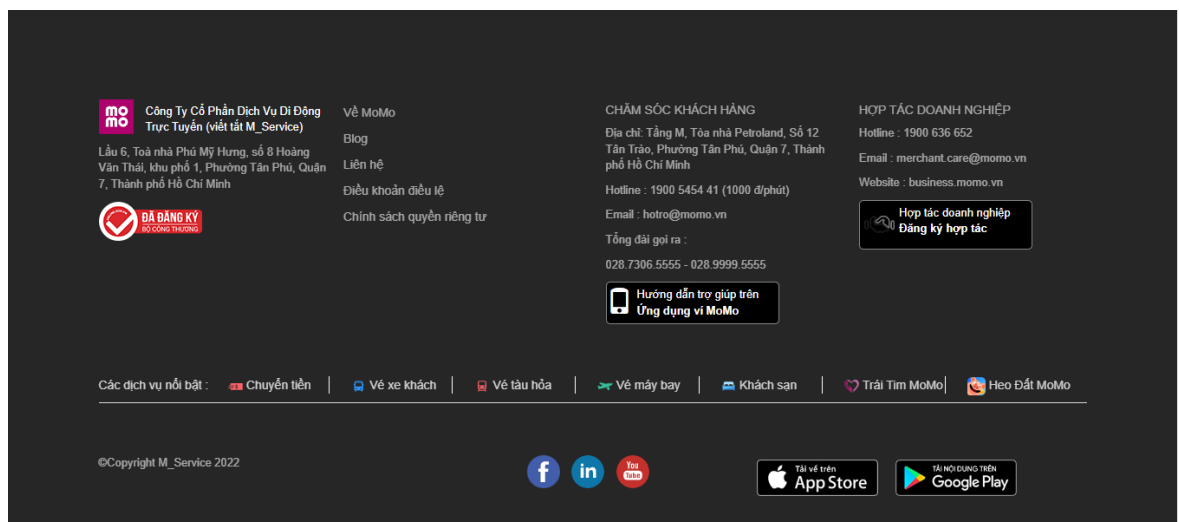 mo
mo
Công Ty Cổ Phần Dịch Vụ Di Động
Trực Tuyến (viết tắt M_Service)
Lầu 6, Toà nhà Phú Mỹ Hưng, số 8 Hoàng
Văn Thái, khu phố 1, Phường Tân Phú, Quận
7, Thành phố Hồ Chí Minh
ĐÃ ĐĂNG KÝ
BỘ CÔNG THƯƠNG
Về MoMo
Blog
Liên hệ
Điều khoản điều lệ
Chính sách quyền riêng tư
CHĂM SÓC KHÁCH HÀNG
Địa chỉ: Tầng M, Tòa nhà Petroland, Số 12
Tân Trào, Phường Tân Phú, Quận 7, Thành
phố Hồ Chí Minh
Hotline : 1900 5454 41 (1000 đ/phút)
Email : hotro@momo.vn
Tổng đài gọi ra :
028.7306.5555 - 028.9999.5555
Hướng dẫn trợ giúp trên
Ứng dụng ví MoMo
HỢP TÁC DOANH NGHIỆP
Hotline : 1900 636 652
Email : merchant.care@momo.vn
Website : business.momo.vn
Hợp tác doanh nghiệp
Đăng ký hợp tác
Các dịch vụ nổi bật : Chuyển tiền Vé xe khách Vé tàu hỏa Vé máy bay Khách sạn Trái Tim MoMo Heo Đất MoMo
©Copyright M_Service 2022
f
in
You
Tube
Tải về trên
App Store
TẢI NỘI DUNG TRÊN
Google Play